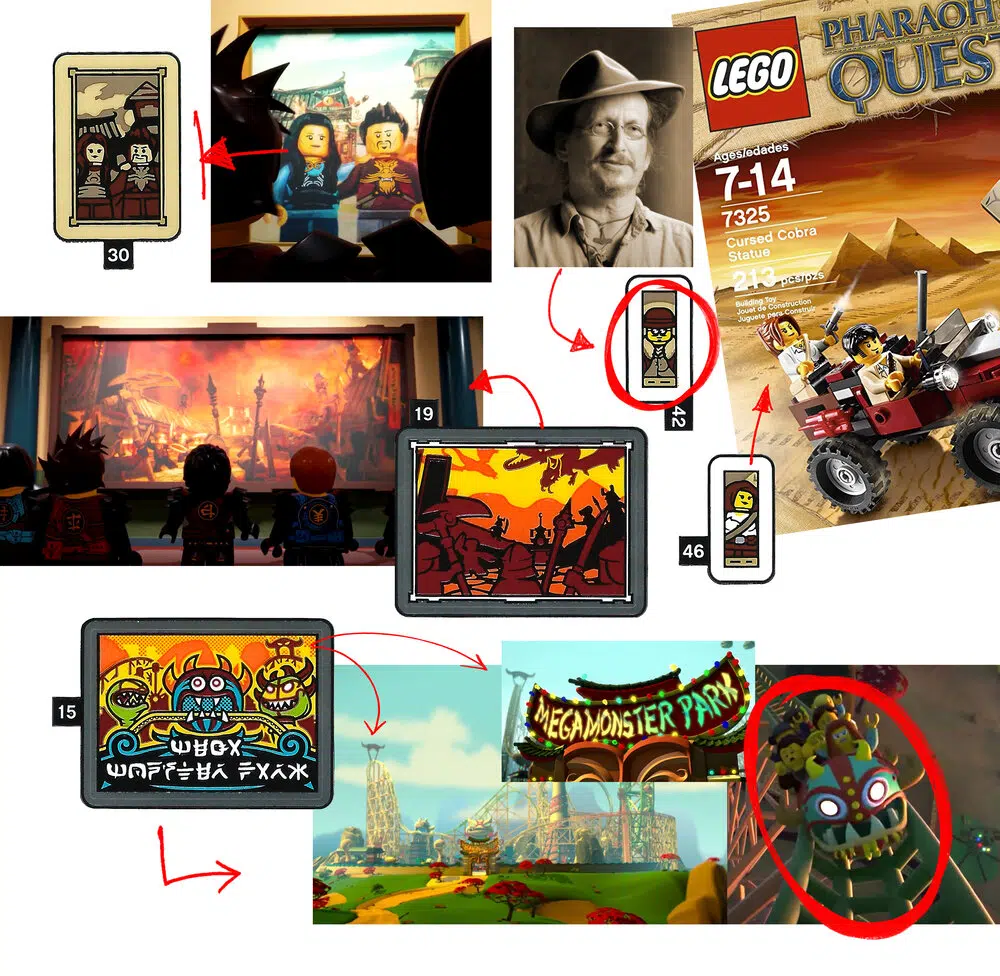 30
LEGO
PHARAOH'S
QUEST
Ages/edades
7-14
7325
Cursed Cobra
Statue
213 pcs/pzs
Building Toy
Jouet de Construction
Juguete para Construir
42
19
46
15
MEGAMONSTER PARK